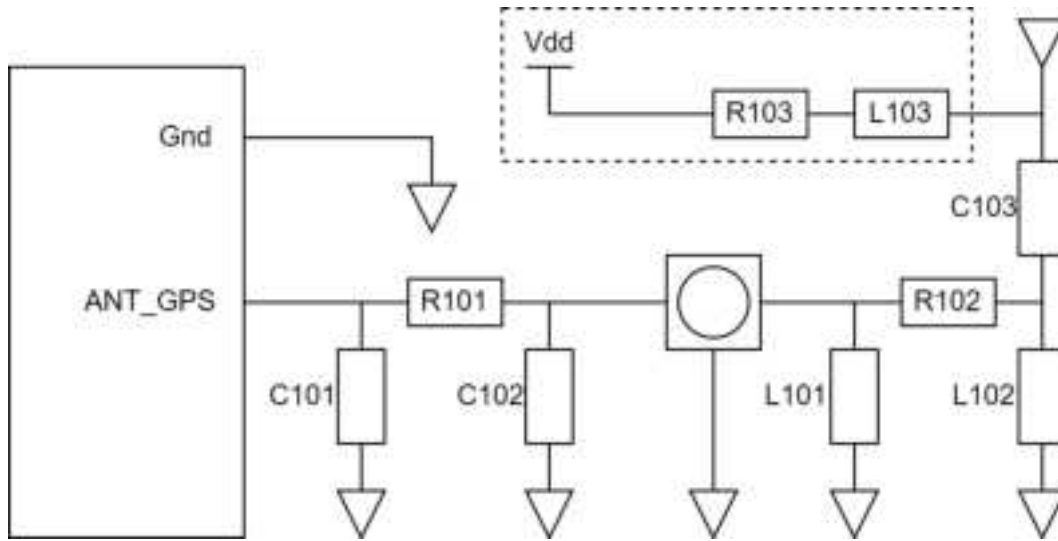 Vdd
R103
L103
Gnd
C103
ANT_GPS
R101
R102
C101
C102
L101
L102